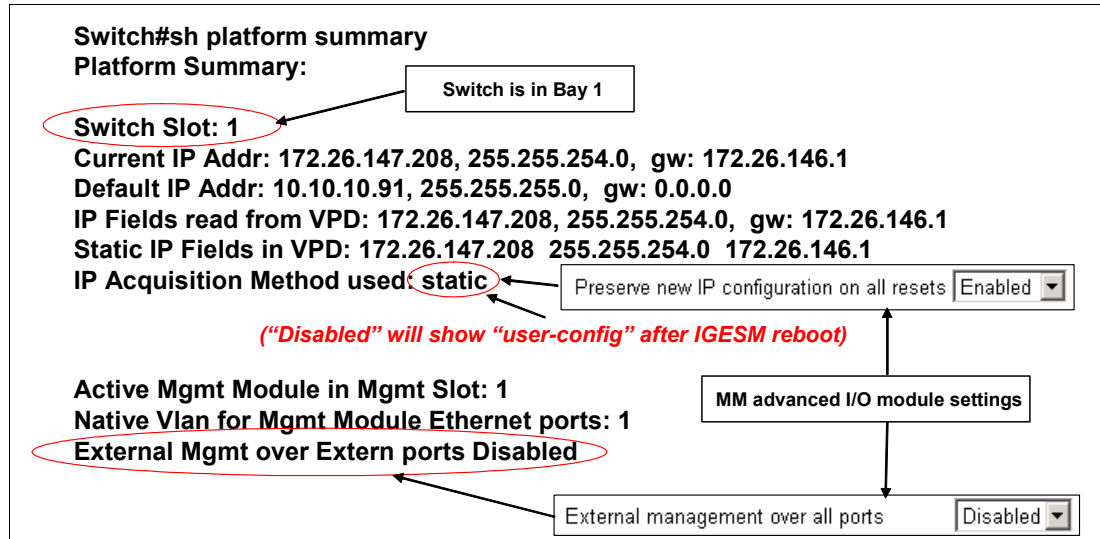 Switch#sh platform summary
Platform Summary:
Switch is in Bay 1
Switch Slot: 1
Current IP Addr: 172.26.147.208, 255.255.254.0, gw: 172.26.146.1
Default IP Addr: 10.10.10.91, 255.255.255.0, gw: 0.0.0.0
IP Fields read from VPD: 172.26.147.208, 255.255.254.0, gw: 172.26.146.1
Static IP Fields in VPD: 172.26.147.208 255.255.254.0 172.26.146.1
IP Acquisition Method used: static
Preserve new IP configuration on all resets Enabled
("Disabled" will show "user-config" after IGESM reboot)
Active Mgmt Module in Mgmt Slot: 1
MM advanced I/O module settings
Native Vlan for Mgmt Module Ethernet ports: 1
External Mgmt over Extern ports Disabled
External management over all ports Disabled